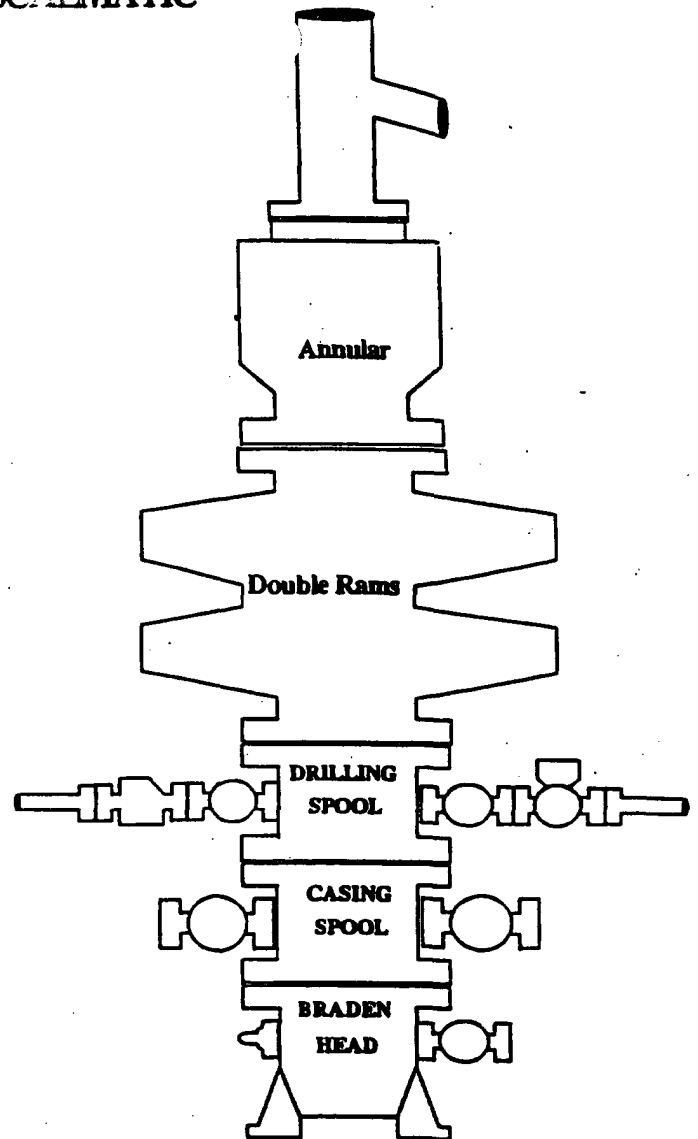 Annular
Double Rams
DRILLING
SPOOL
CASING
SPOOL
BRADEN
HEAD